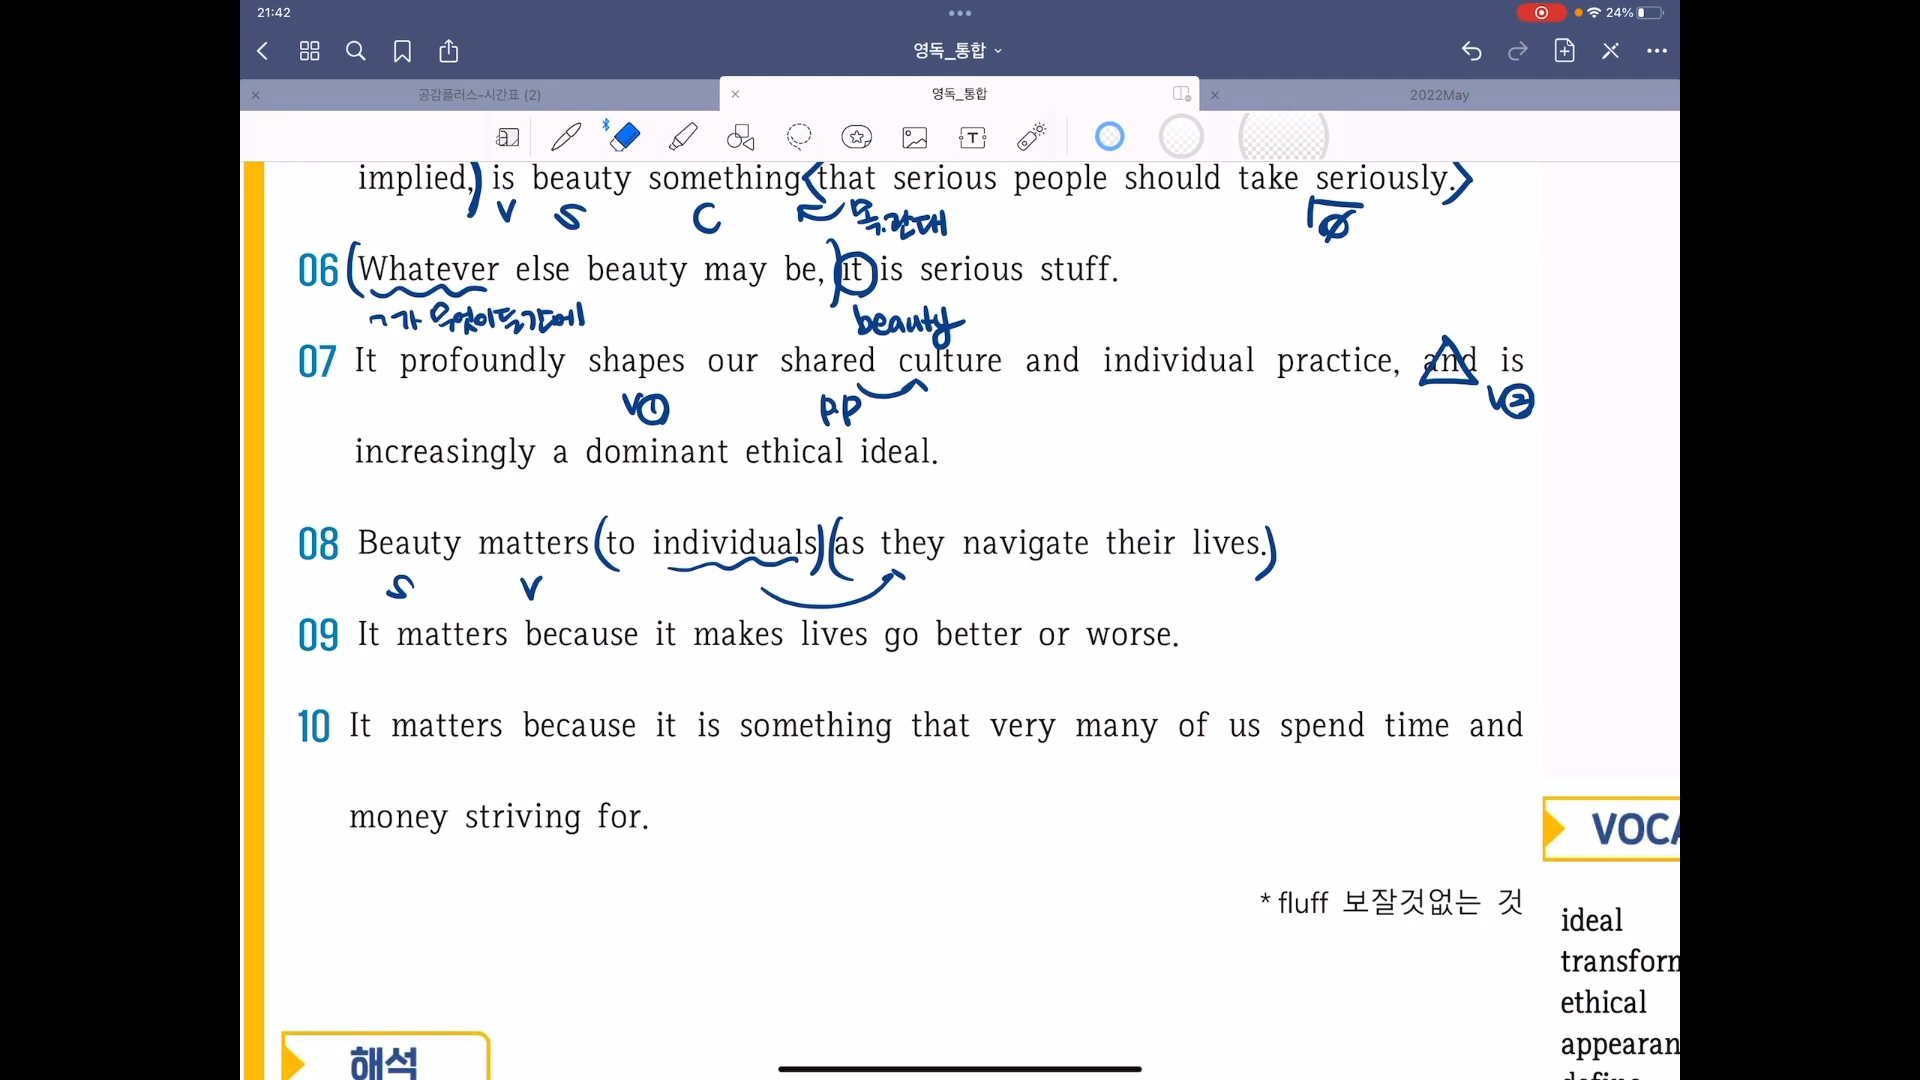 21:42
24%
영독_통합
공감플러스-시간표 (2)
영독_통합
2022May
implied, is beauty something that serious people should take seriously.
V S C 목.관대
06 Whatever else beauty may be, it is serious stuff.
beauty
07 It profoundly shapes our shared culture and individual practice, and is
V① p.p V②
increasingly a dominant ethical ideal.
08 Beauty matters (to individuals) (as they navigate their lives.)
S V
09 It matters because it makes lives go better or worse.
10 It matters because it is something that very many of us spend time and
money striving for.
* fluff 보잘것없는 것
ideal
ethical
해석